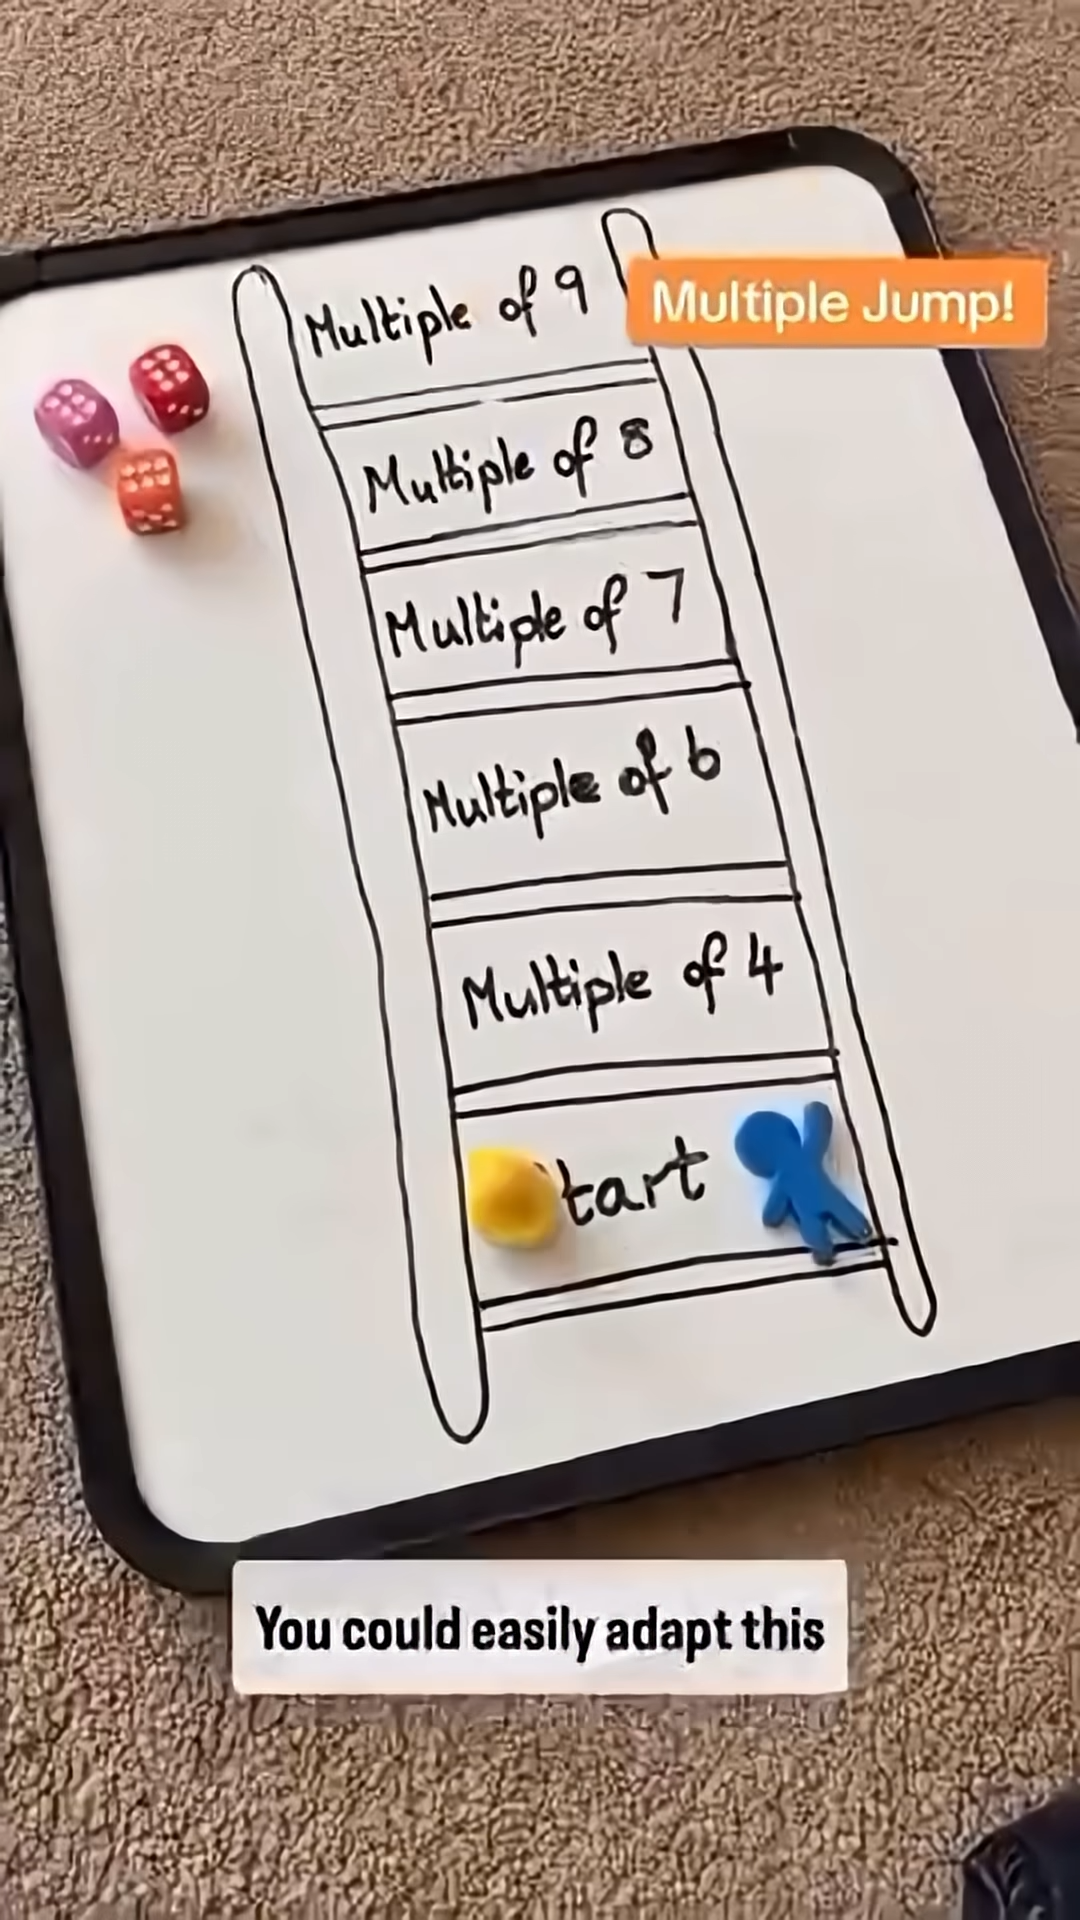 Multiple of 9
Multiple Jump!
Multiple of 8
Multiple of 7
Multiple of 6
Multiple of 4
tart
You could easily adapt this